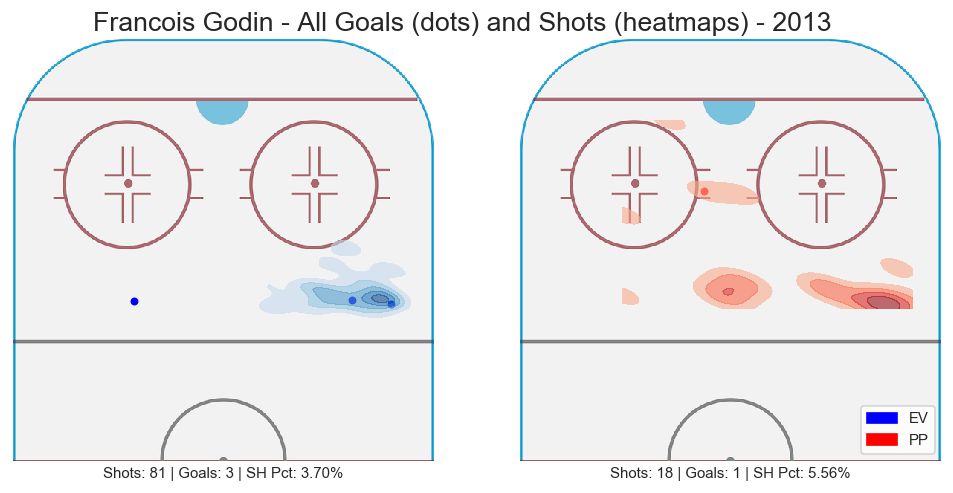 Francois Godin - All Goals (dots) and Shots (heatmaps) - 2013
EV
PP
Shots: 81 | Goals: 3 | SH Pct: 3.70%
Shots: 18 | Goals: 1 | SH Pct: 5.56%